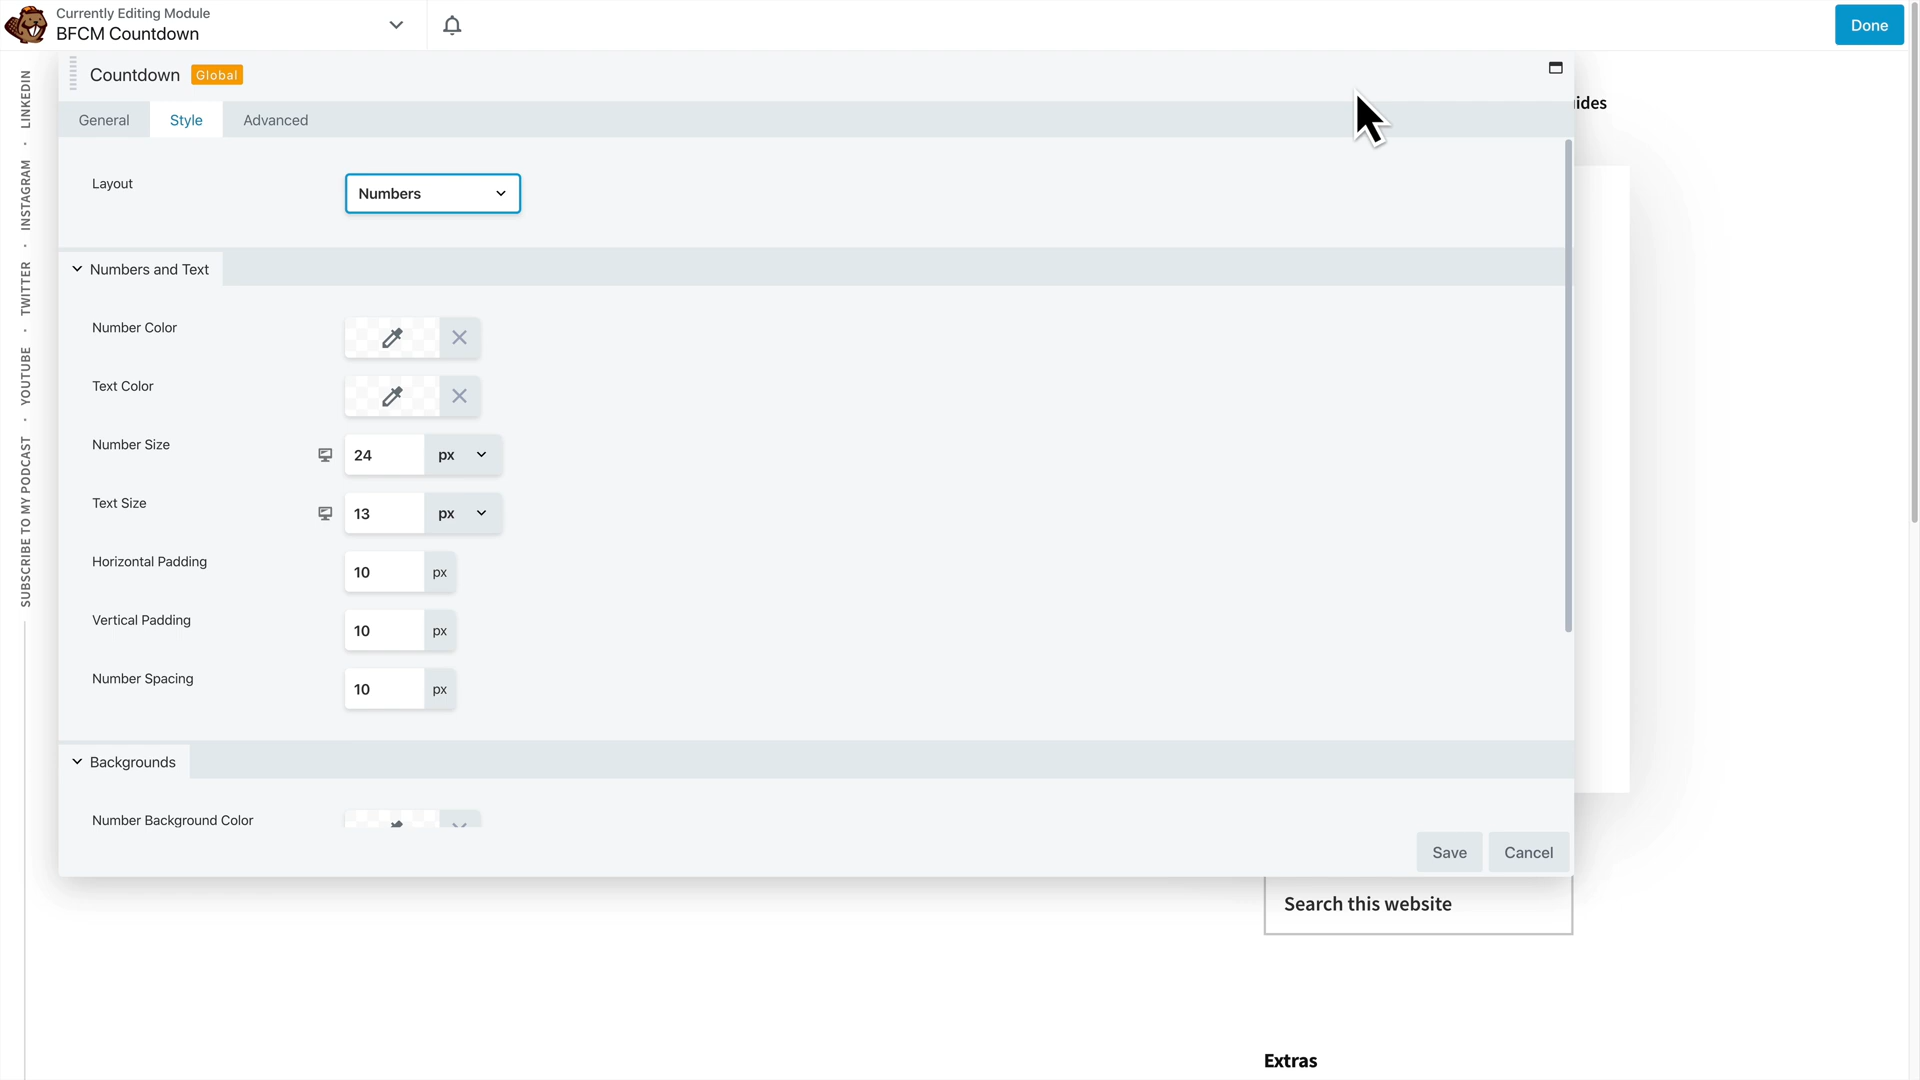 Currently Editing Module
BFCM Countdown
Done
Countdown
Global
General
Style
Advanced
ides
Layout
Numbers
Numbers and Text
Number Color
Text Color
Number Size
24
px
Text Size
13
px
Horizontal Padding
10
px
Vertical Padding
10
px
Number Spacing
10
px
Backgrounds
Number Background Color
Save
Cancel
SUBSCRIBE TO MY PODCAST · YOUTUBE · TWITTER · INSTAGRAM · LINKEDIN
Search this website
Extras